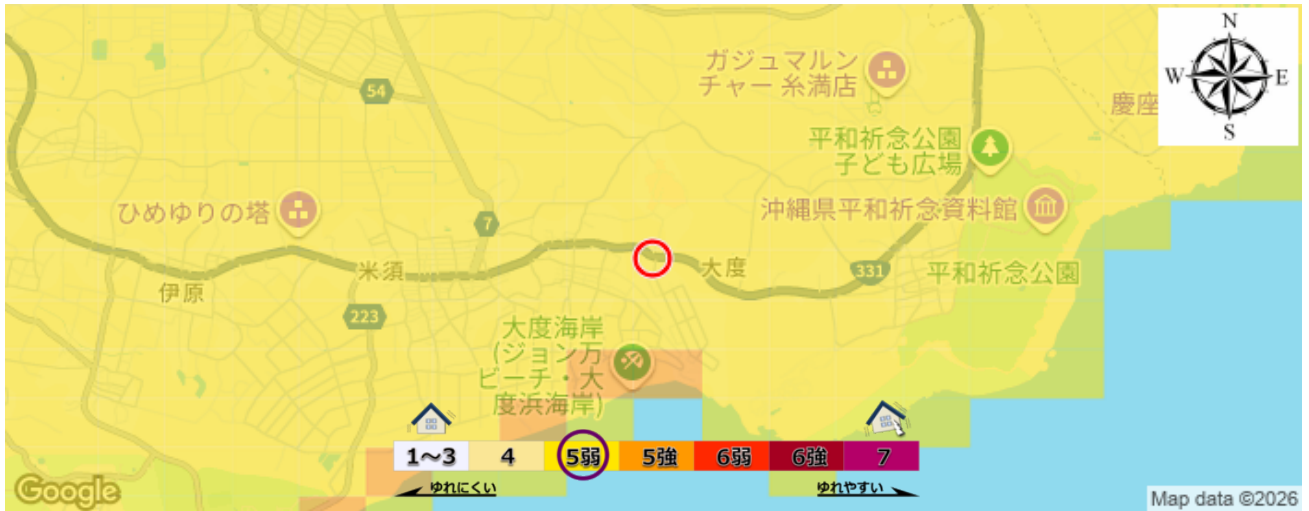 N
W
E
S
ガジュマルン
チャー 糸満店
54
慶座
平和祈念公園
子ども広場
ひめゆりの塔
沖縄県平和祈念資料館
7
米須
大度
331
平和祈念公園
伊原
223
大度海岸
(ジョン万
ビーチ・大
度浜海岸)
1~3 4 5弱 5強 6弱 6強 7
ゆれにくい
ゆれやすい
Google
Map data ©2026